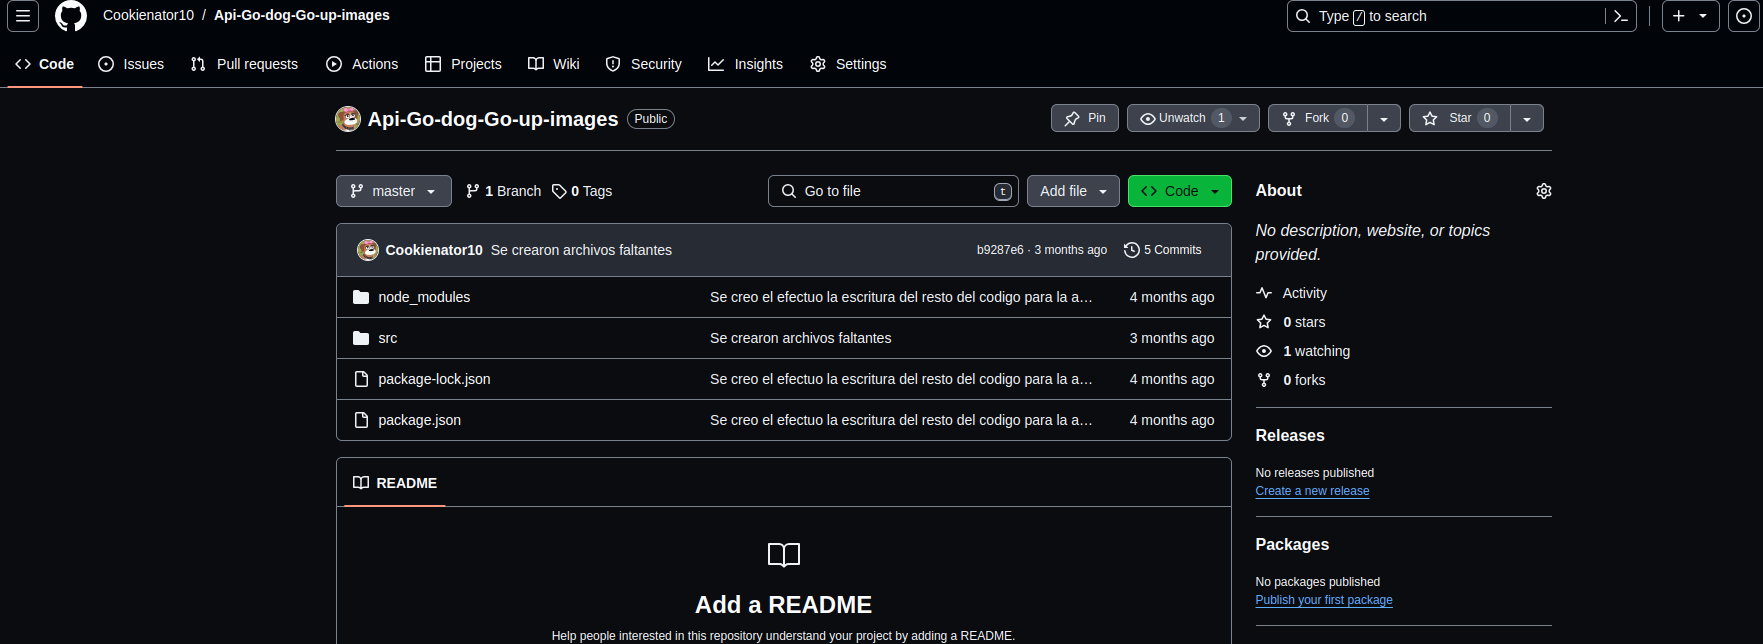 Cookienator10 / Api-Go-dog-Go-up-images
Type / to search
Code Issues Pull requests Actions Projects Wiki Security Insights Settings
Api-Go-dog-Go-up-images Public
Pin Unwatch 1 Fork 0 Star 0
master 1 Branch 0 Tags
Go to file t Add file Code
Cookienator10 Se crearon archivos faltantes b9287e6 · 3 months ago 5 Commits
node_modules Se creo el efectuo la escritura del resto del codigo para la a… 4 months ago
src Se crearon archivos faltantes 3 months ago
package-lock.json Se creo el efectuo la escritura del resto del codigo para la a… 4 months ago
package.json Se creo el efectuo la escritura del resto del codigo para la a… 4 months ago
README
Add a README
Help people interested in this repository understand your project by adding a README.
About
No description, website, or topics
provided.
Activity
0 stars
1 watching
0 forks
Releases
No releases published
Create a new release
Packages
No packages published
Publish your first package